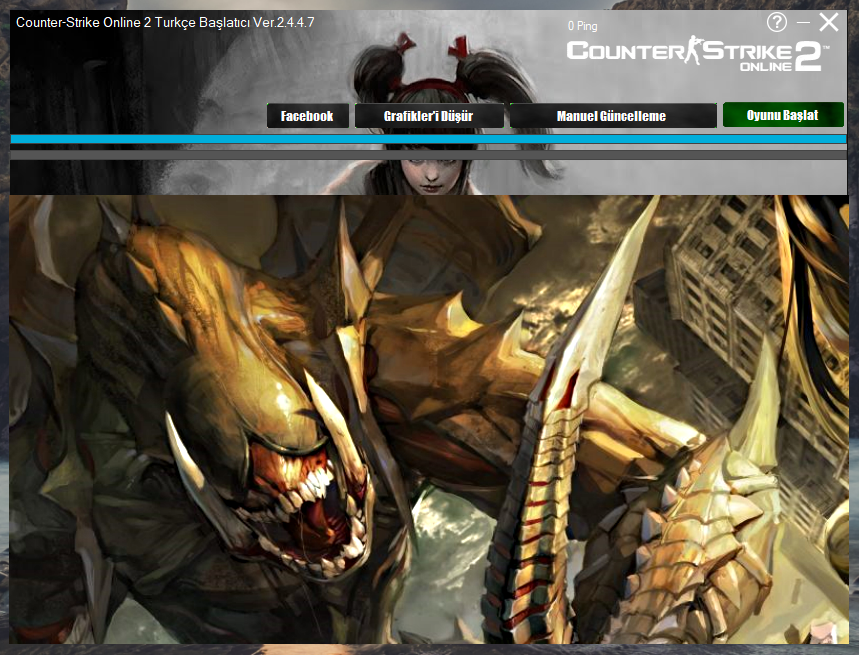 Counter-Strike Online 2 Turkçe Başlatıcı Ver.2.4.4.7
0 Ping
?
COUNTER STRIKE
ONLINE 2™
Facebook
Grafikler'i Düşür
Manuel Güncelleme
Oyunu Başlat